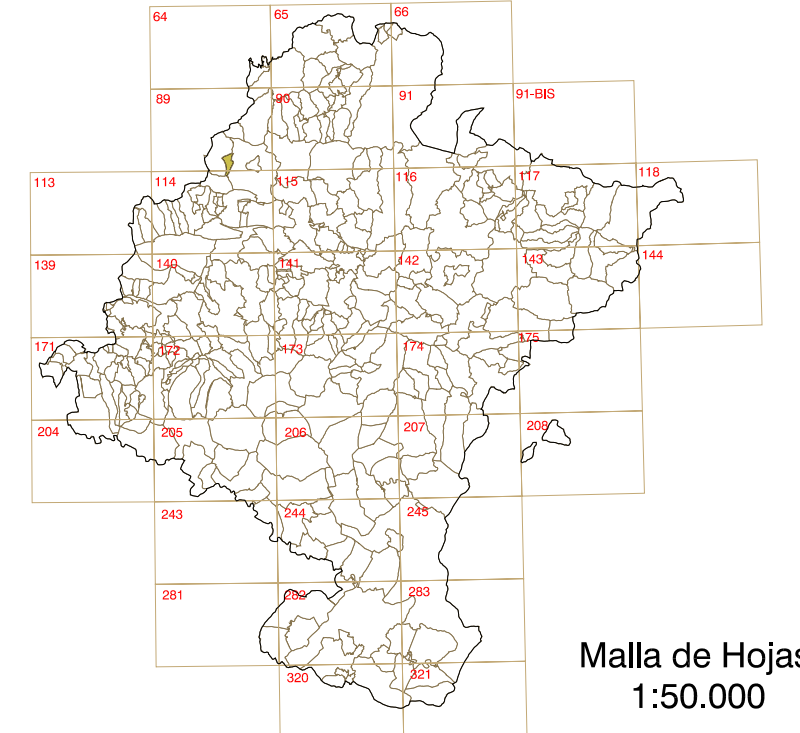 64 65 66
89 90 91 91-BIS
113 114 115 116 117 118
139 140 141 142 143 144
171 172 173 174 175
204 205 206 207 208
243 244 245
281 282 283
320 321
Malla de Hojas
1:50.000